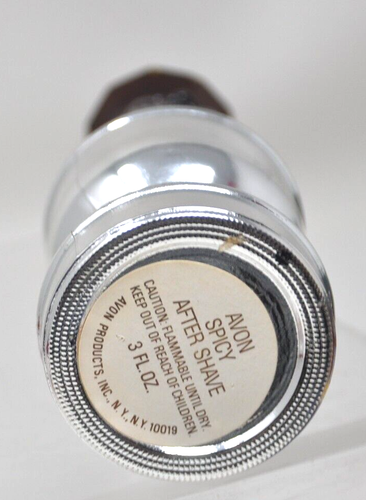 AVON
SPICY
AFTER SHAVE
CAUTION: FLAMMABLE UNTIL DRY.
KEEP OUT OF REACH OF CHILDREN.
3 FL.OZ.
AVON PRODUCTS, INC., N.Y., N.Y. 10019